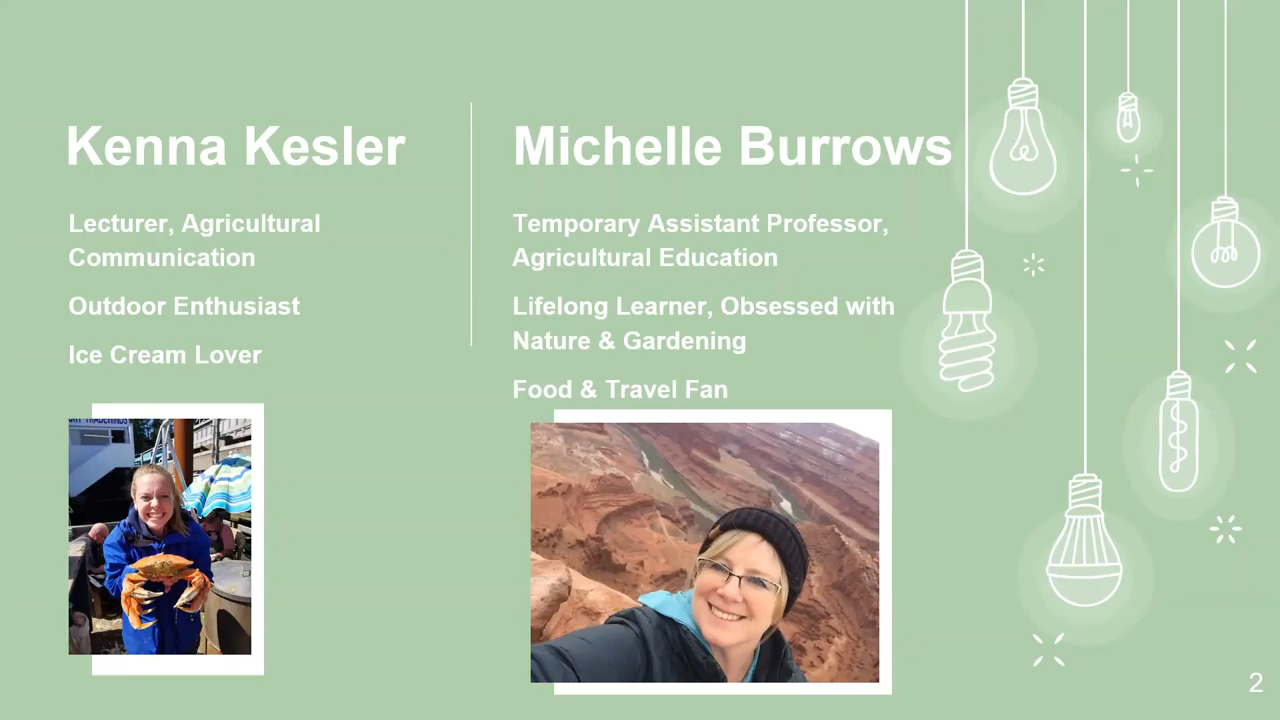 Kenna Kesler
Lecturer, Agricultural
Communication
Outdoor Enthusiast
Ice Cream Lover
Michelle Burrows
Temporary Assistant Professor,
Agricultural Education
Lifelong Learner, Obsessed with
Nature & Gardening
Food & Travel Fan
2